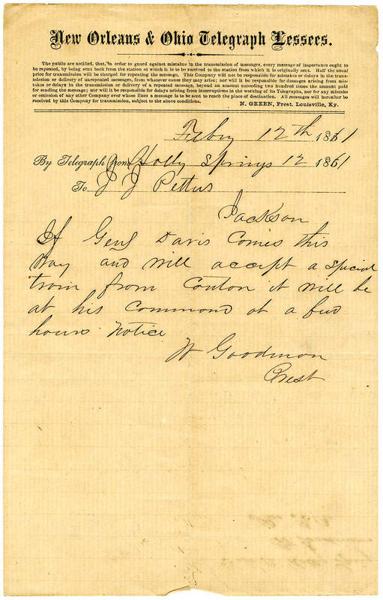 New Orleans & Ohio Telegraph Lessees.
The public are notified, that, in order to guard against mistakes in the transmission of messages, every message of importance ought to
be repeated, by being sent back from the station at which it is to be received to the station from which it is originally sent. Half the usual
price for transmission will be charged for repeating the message. This Company will not be responsible for mistakes or delays in the trans-
mission or delivery of unrepeated messages, from whatever cause they may arise; nor will it be responsible for damages arising from mis-
takes or delays in the transmission or delivery of a repeated message, beyond an amount exceeding two hundred times the amount paid
for sending the message; nor will it be responsible for delays arising from interruptions in the working of its Telegraphs, nor for any mistake
or omission of any other Company over whose lines a message is to be sent to reach the place of destination. All messages will hereafter be
received by this Company for transmission, subject to the above conditions.
N. GREEN, Prest. Louisville, Ky.
Feby 12th 1861
By Telegraph from Holly Springs 12 1861
To J J Pettus
Jackson
If Genl Davis Comes this
Way and will accept a special
train from Canton it will be
at his Command at a few
hours notice
W Goodman
Prest